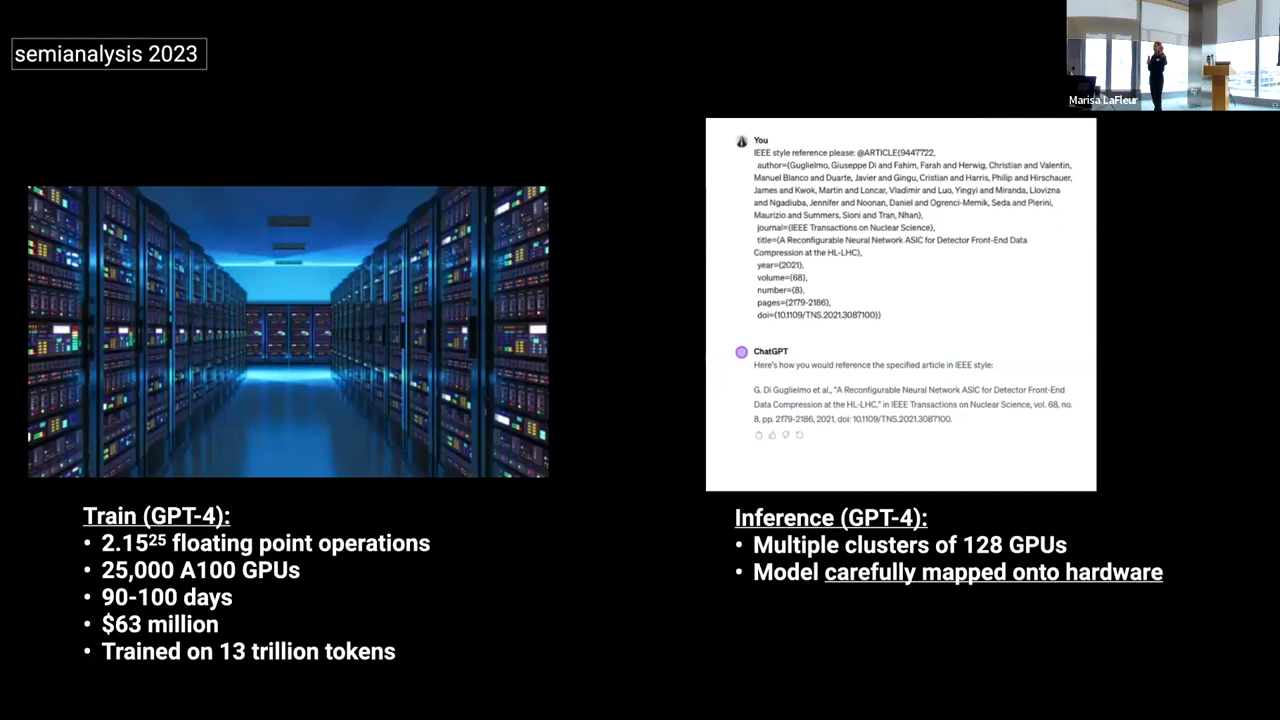 semianalysis 2023
Marisa LaFleur
You
IEEE style reference please: @ARTICLE{9447722,
author={Guglielmo, Giuseppe Di and Fahim, Farah and Herwig, Christian and Valentin,
Manuel Blanco and Duarte, Javier and Gingu, Cristian and Harris, Philip and Hirschauer,
James and Kwok, Martin and Loncar, Vladimir and Luo, Yingyi and Miranda, Llovizna
and Ngadiuba, Jennifer and Noonan, Daniel and Ogrenci-Memik, Seda and Pierini,
Maurizio and Summers, Sioni and Tran, Nhan},
journal={IEEE Transactions on Nuclear Science},
title={A Reconfigurable Neural Network ASIC for Detector Front-End Data
Compression at the HL-LHC},
year={2021},
volume={68},
number={8},
pages={2179-2186},
doi={10.1109/TNS.2021.3087100}}
ChatGPT
Here's how you would reference the specified article in IEEE style:
G. Di Guglielmo et al., "A Reconfigurable Neural Network ASIC for Detector Front-End
Data Compression at the HL-LHC," in IEEE Transactions on Nuclear Science, vol. 68, no.
8, pp. 2179-2186, 2021, doi: 10.1109/TNS.2021.3087100.
Train (GPT-4):
• 2.15²⁵ floating point operations
• 25,000 A100 GPUs
• 90-100 days
• $63 million
• Trained on 13 trillion tokens
Inference (GPT-4):
• Multiple clusters of 128 GPUs
• Model carefully mapped onto hardware